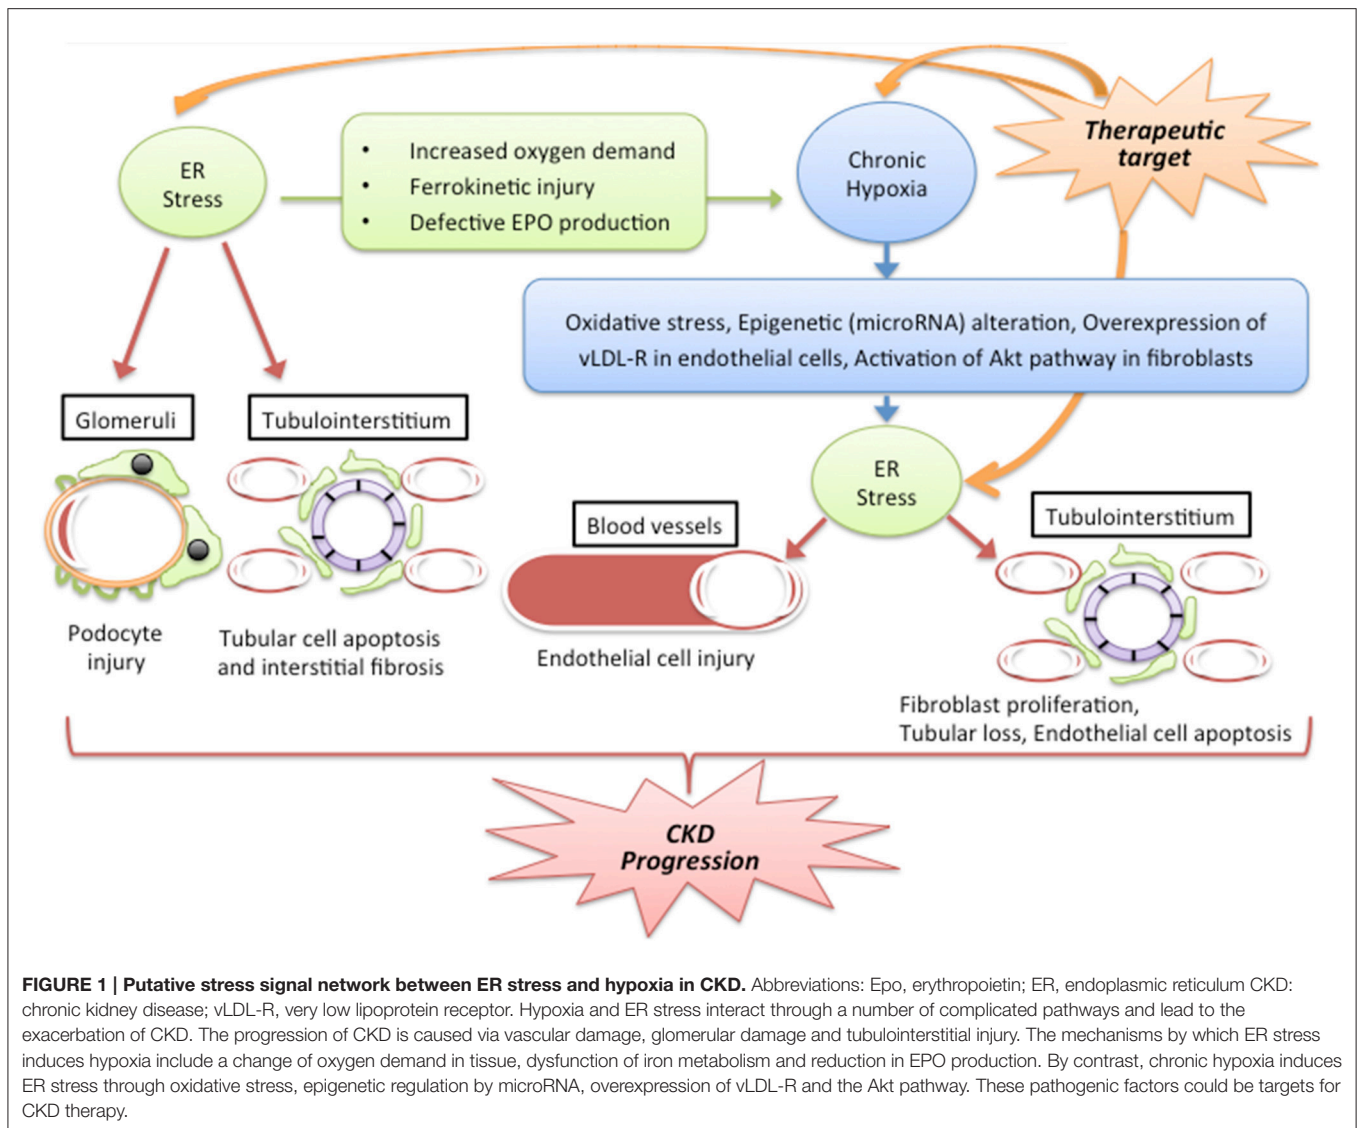 Therapeutic
target
ER
Stress
• Increased oxygen demand
• Ferrokinetic injury
• Defective EPO production
Chronic
Hypoxia
Oxidative stress, Epigenetic (microRNA) alteration, Overexpression of
vLDL-R in endothelial cells, Activation of Akt pathway in fibroblasts
Glomeruli
Tubulointerstitium
ER
Stress
Blood vessels
Tubulointerstitium
Podocyte
injury
Tubular cell apoptosis
and interstitial fibrosis
Endothelial cell injury
Fibroblast proliferation,
Tubular loss, Endothelial cell apoptosis
CKD
Progression
FIGURE 1 | Putative stress signal network between ER stress and hypoxia in CKD. Abbreviations: Epo, erythropoietin; ER, endoplasmic reticulum CKD:
chronic kidney disease; vLDL-R, very low lipoprotein receptor. Hypoxia and ER stress interact through a number of complicated pathways and lead to the
exacerbation of CKD. The progression of CKD is caused via vascular damage, glomerular damage and tubulointerstitial injury. The mechanisms by which ER stress
induces hypoxia include a change of oxygen demand in tissue, dysfunction of iron metabolism and reduction in EPO production. By contrast, chronic hypoxia induces
ER stress through oxidative stress, epigenetic regulation by microRNA, overexpression of vLDL-R and the Akt pathway. These pathogenic factors could be targets for
CKD therapy.